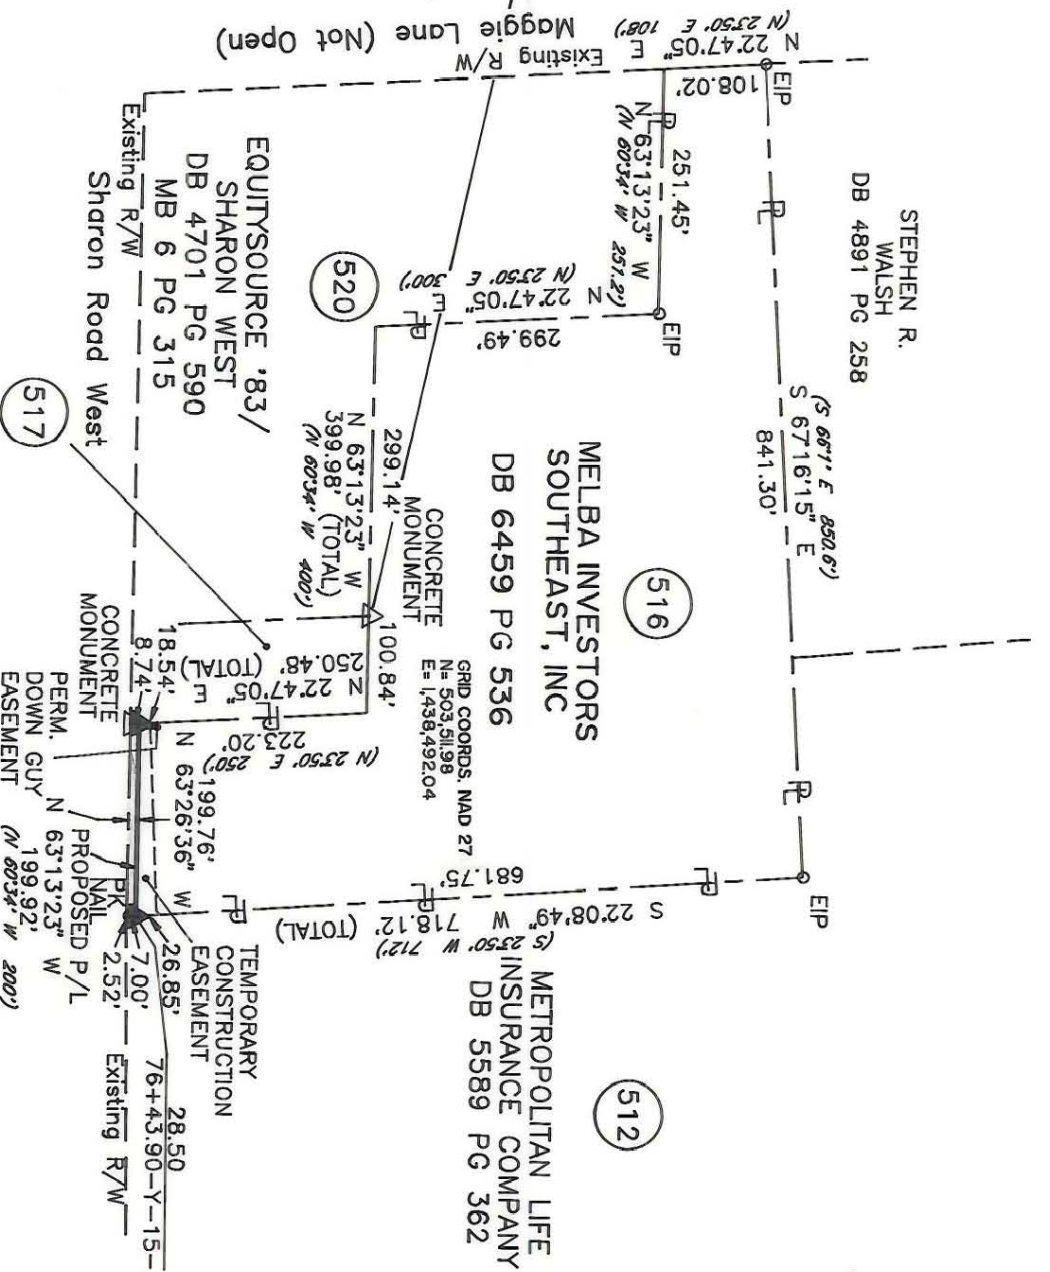 STEPHEN R.
WALSH
DB 4891 PG 258
(S 66°1' E 850.6')
S 67°16'15" E
841.30'
EIP
N 22°47'05" E
(N 23°50' E 108')
108.02'
Maggie Lane (Not Open)
Existing R/W
PL
251.45'
N 63°13'23" W
(N 60°34' W 251.2')
EIP
PL
N 22°47'05" E
(N 23°50' E 300')
299.49'
PL
520
EQUITYSOURCE '83/
SHARON WEST
DB 4701 PG 590
MB 6 PG 315
Existing R/W
Sharon Road West
517
MELBA INVESTORS
SOUTHEAST, INC
DB 6459 PG 536
516
CONCRETE
MONUMENT
299.14'
N 63°13'23" W
399.98' (TOTAL)
(N 60°34' W 400')
GRID COORDS. NAD 27
N= 503,511.98
E= 1,438,492.04
100.84'
N 22°47'05" E
250.48' (TOTAL)
223.20'
(N 23°50' E 250')
PL
18.54'
8.74'
CONCRETE
MONUMENT
PERM.
DOWN GUY
EASEMENT
199.76'
N 63°26'36" W
PROPOSED P/L
PK
NAIL
N 63°13'23" W
199.92'
(N 60°34' W 200')
PL
EIP
PL
681.75'
PL
S 22°08'49" W
718.12' (TOTAL)
(S 23°50' W 712')
PL
METROPOLITAN LIFE
INSURANCE COMPANY
DB 5589 PG 362
512
TEMPORARY
CONSTRUCTION
EASEMENT
26.85'
7.00'
2.52'
28.50
76+43.90-Y-15-
Existing R/W